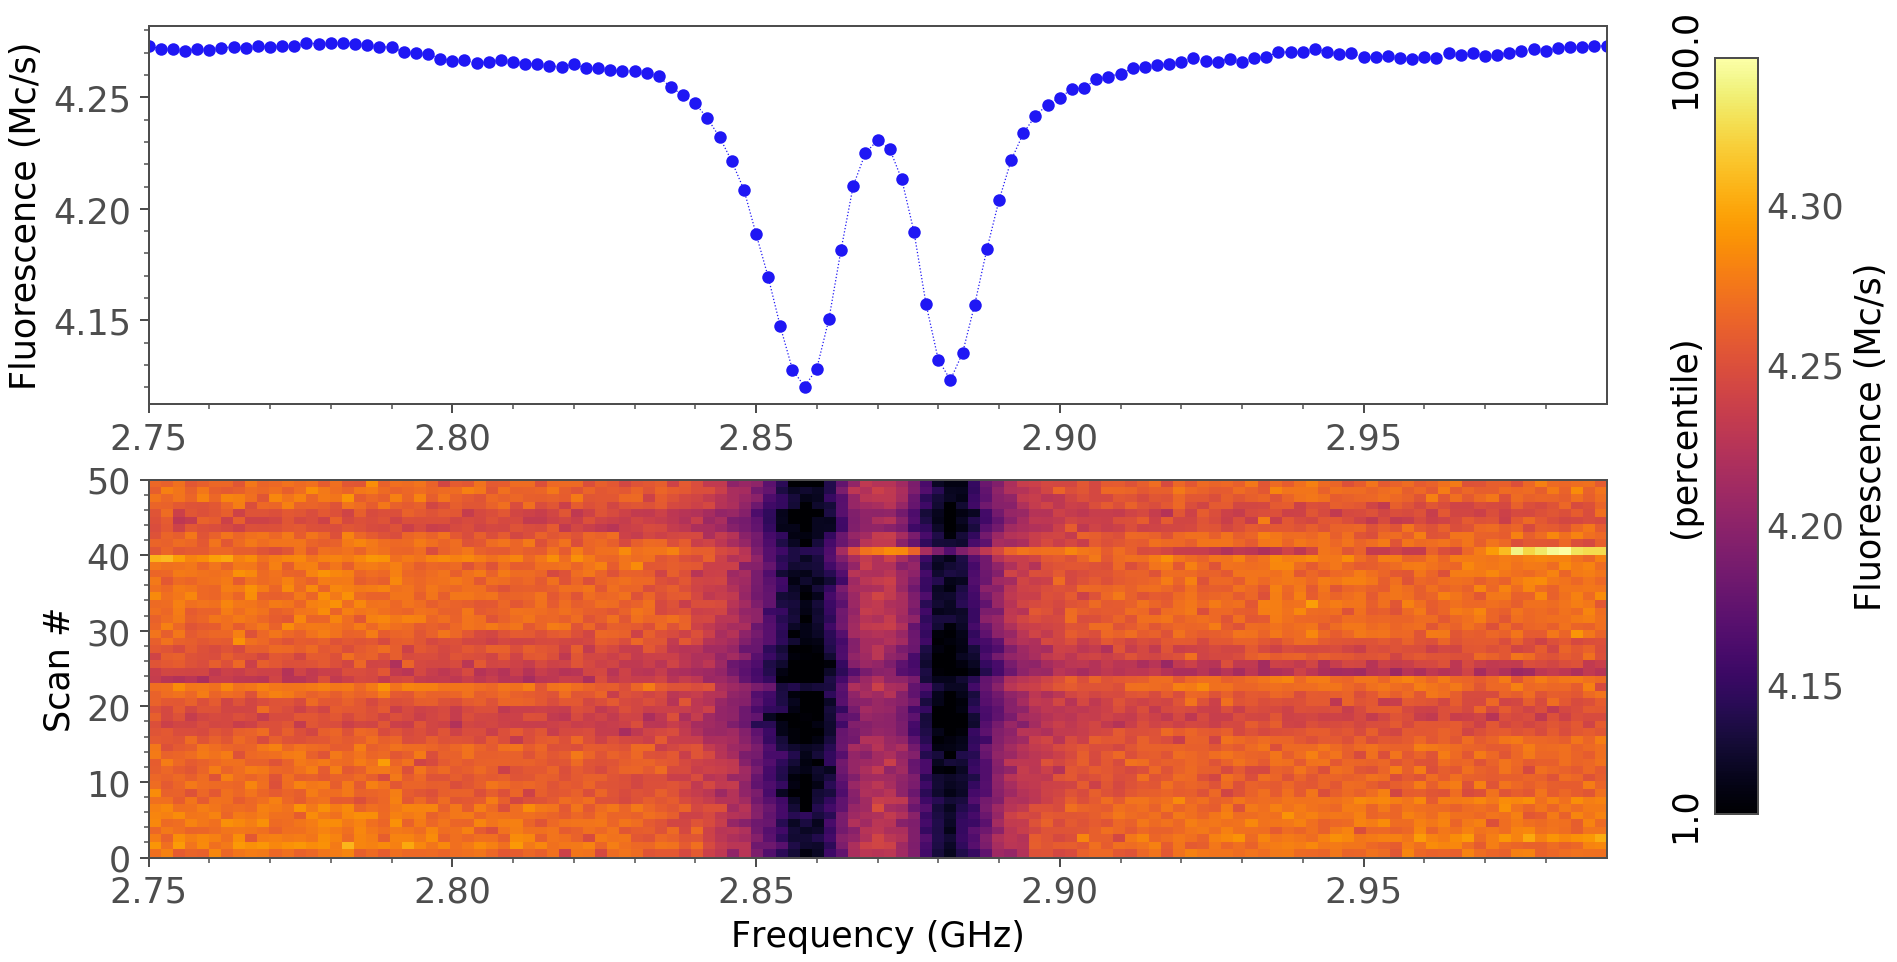 Fluorescence (Mc/s)
4.25
4.20
4.15
2.75 2.80 2.85 2.90 2.95
Scan #
50
40
30
20
10
0
2.75 2.80 2.85 2.90 2.95
Frequency (GHz)
100.0
(percentile)
1.0
4.30
4.25
4.20
4.15
Fluorescence (Mc/s)